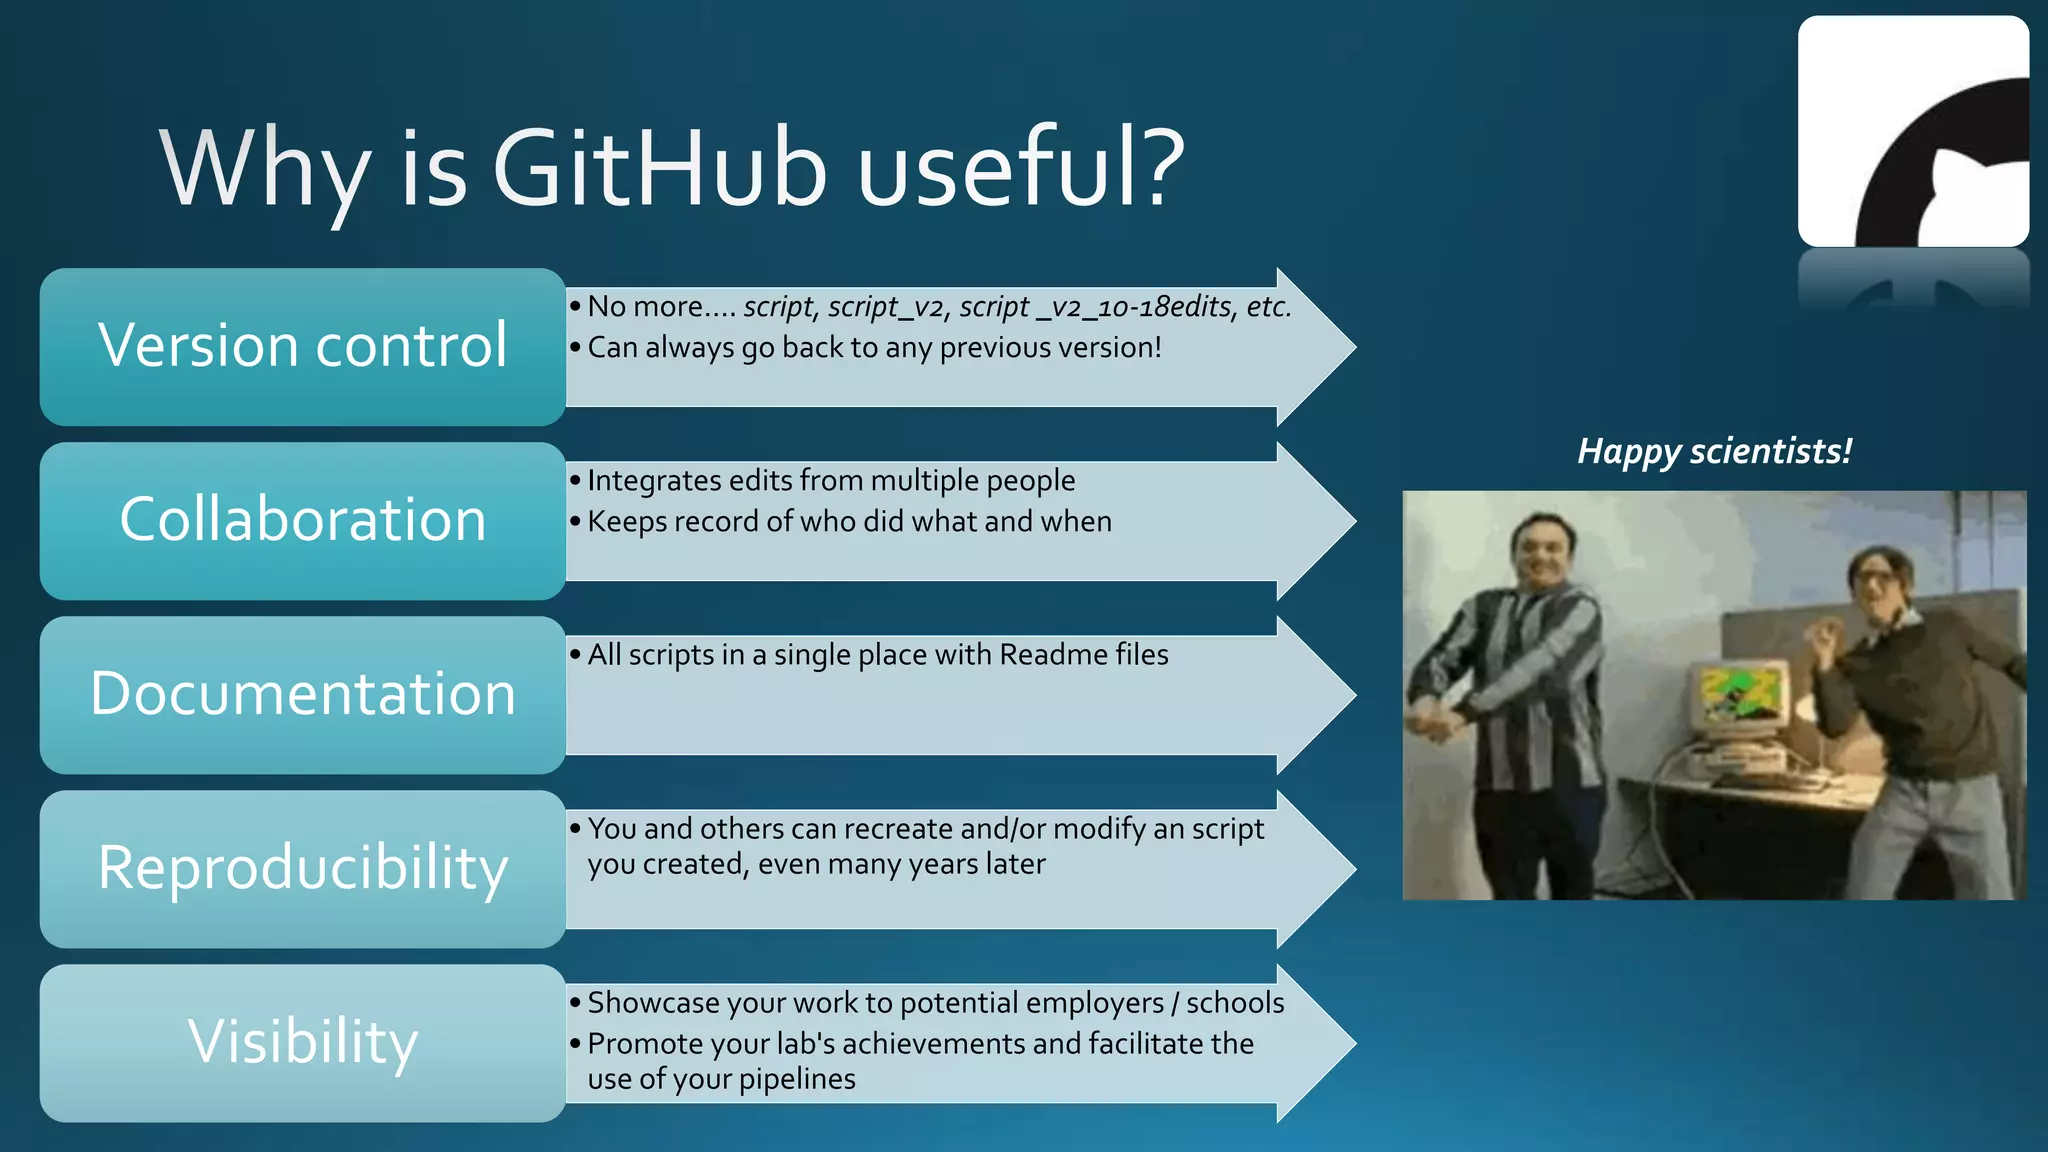 Why is GitHub useful?
Version control
• No more.... script, script_v2, script _v2_10-18edits, etc.
• Can always go back to any previous version!
Collaboration
• Integrates edits from multiple people
• Keeps record of who did what and when
Documentation
• All scripts in a single place with Readme files
Reproducibility
• You and others can recreate and/or modify an script
you created, even many years later
Visibility
• Showcase your work to potential employers / schools
• Promote your lab's achievements and facilitate the
use of your pipelines
Happy scientists!